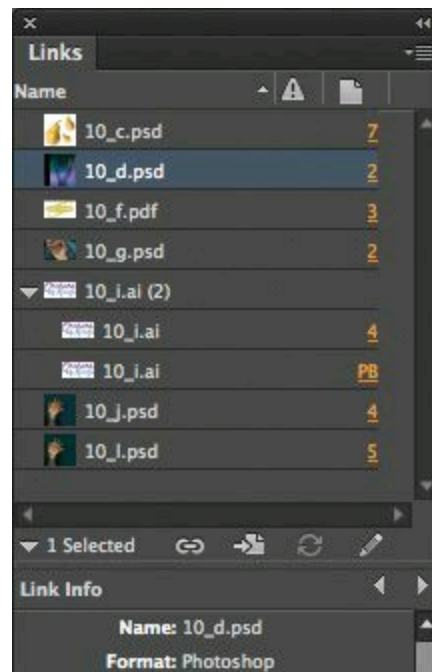 Links
Name
10_c.psd 7
10_d.psd 2
10_f.pdf 3
10_g.psd 2
10_i.ai (2)
10_i.ai 4
10_i.ai PB
10_j.psd 4
10_l.psd 5
1 Selected
Link Info
Name: 10_d.psd
Format: Photoshop